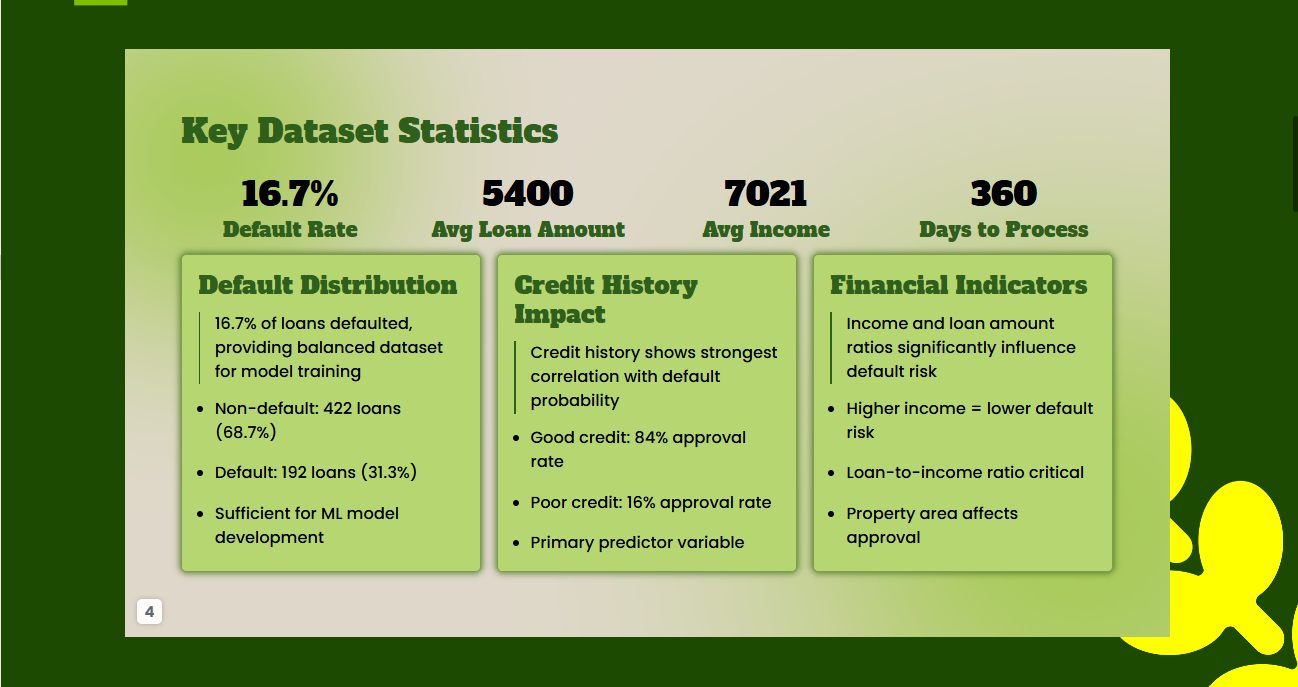 Key Dataset Statistics
16.7%
Default Rate
5400
Avg Loan Amount
7021
Avg Income
360
Days to Process
Default Distribution
16.7% of loans defaulted,
providing balanced dataset
for model training
• Non-default: 422 loans
(68.7%)
• Default: 192 loans (31.3%)
• Sufficient for ML model
development
Credit History
Impact
Credit history shows strongest
correlation with default
probability
• Good credit: 84% approval
rate
• Poor credit: 16% approval rate
• Primary predictor variable
Financial Indicators
Income and loan amount
ratios significantly influence
default risk
• Higher income = lower default
risk
• Loan-to-income ratio critical
• Property area affects
approval
4